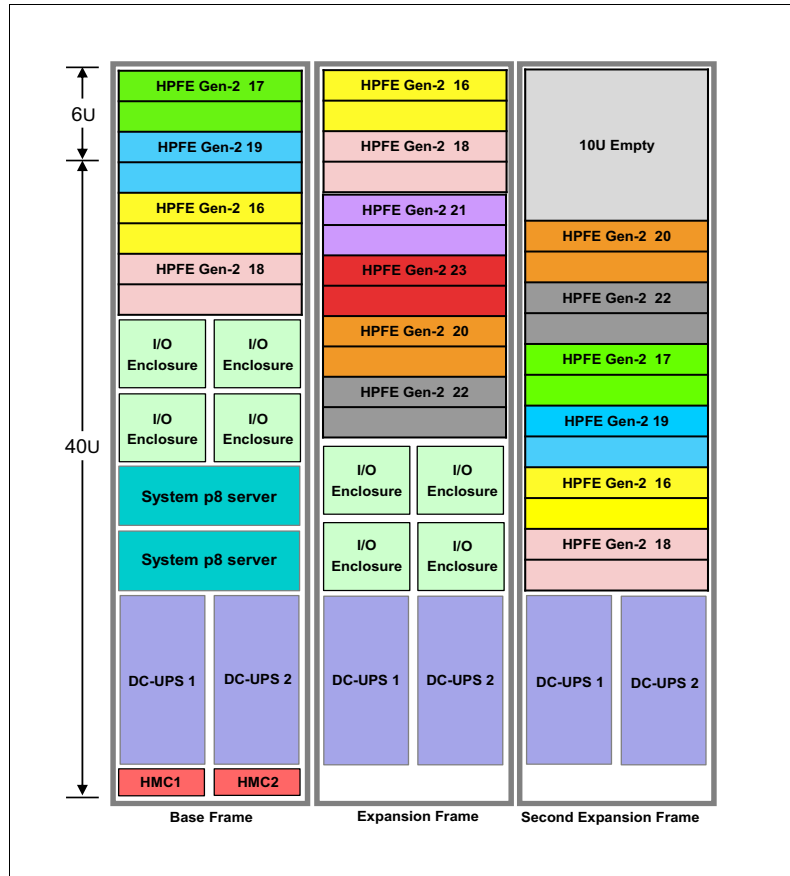 6U
40U
HPFE Gen-2 17
HPFE Gen-2 19
HPFE Gen-2 16
HPFE Gen-2 18
I/O
Enclosure
I/O
Enclosure
I/O
Enclosure
I/O
Enclosure
System p8 server
System p8 server
DC-UPS 1
DC-UPS 2
HMC1
HMC2
Base Frame
HPFE Gen-2 16
HPFE Gen-2 18
HPFE Gen-2 21
HPFE Gen-2 23
HPFE Gen-2 20
HPFE Gen-2 22
I/O
Enclosure
I/O
Enclosure
I/O
Enclosure
I/O
Enclosure
DC-UPS 1
DC-UPS 2
Expansion Frame
10U Empty
HPFE Gen-2 20
HPFE Gen-2 22
HPFE Gen-2 17
HPFE Gen-2 19
HPFE Gen-2 16
HPFE Gen-2 18
DC-UPS 1
DC-UPS 2
Second Expansion Frame